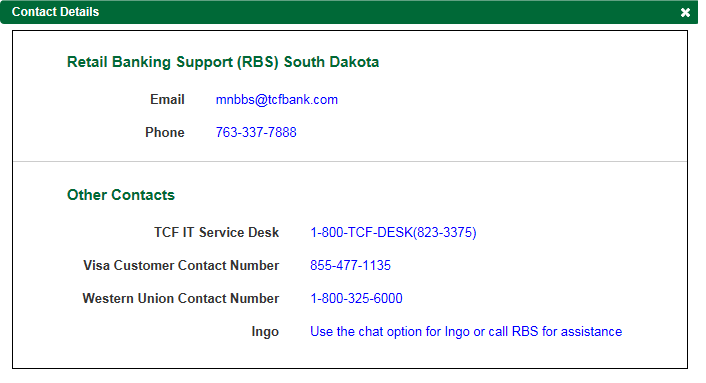 Contact Details
Retail Banking Support (RBS) South Dakota
Email mnbbs@tcfbank.com
Phone 763-337-7888
Other Contacts
TCF IT Service Desk 1-800-TCF-DESK(823-3375)
Visa Customer Contact Number 855-477-1135
Western Union Contact Number 1-800-325-6000
Ingo Use the chat option for Ingo or call RBS for assistance